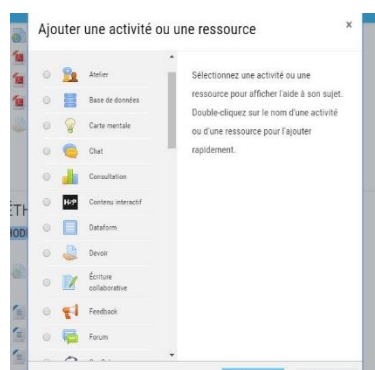 Ajouter une activité ou une ressource
x
Atelier
Base de données
Carte mentale
Chat
Consultation
H5P
Contenu interactif
Dataform
Devoir
Écriture
collaborative
Feedback
Forum
Sélectionnez une activité ou une
ressource pour afficher l'aide à son sujet.
Double-cliquez sur le nom d'une activité
ou d'une ressource pour l'ajouter
rapidement.